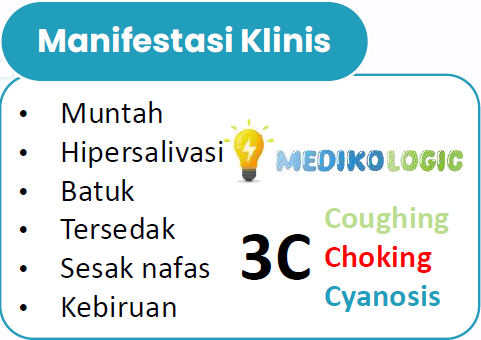 Manifestasi Klinis
• Muntah
• Hipersalivasi
• Batuk
• Tersedak
• Sesak nafas
• Kebiruan
MEDIKOLOGIC
3C
Coughing
Choking
Cyanosis